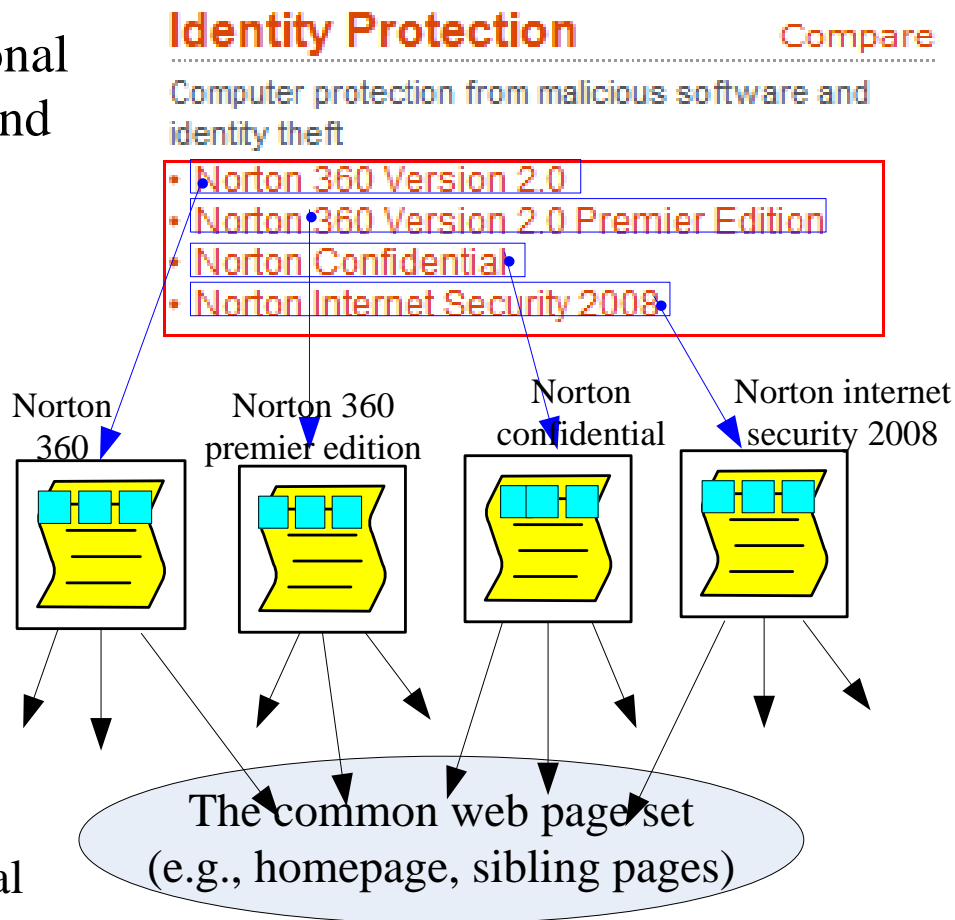 onal
nd
Identity Protection Compare
Computer protection from malicious software and
identity theft
• Norton 360 Version 2.0
• Norton 360 Version 2.0 Premier Edition
• Norton Confidential
• Norton Internet Security 2008
Norton
360
Norton 360
premier edition
Norton
confidential
Norton internet
security 2008
The common web page set
(e.g., homepage, sibling pages)
al